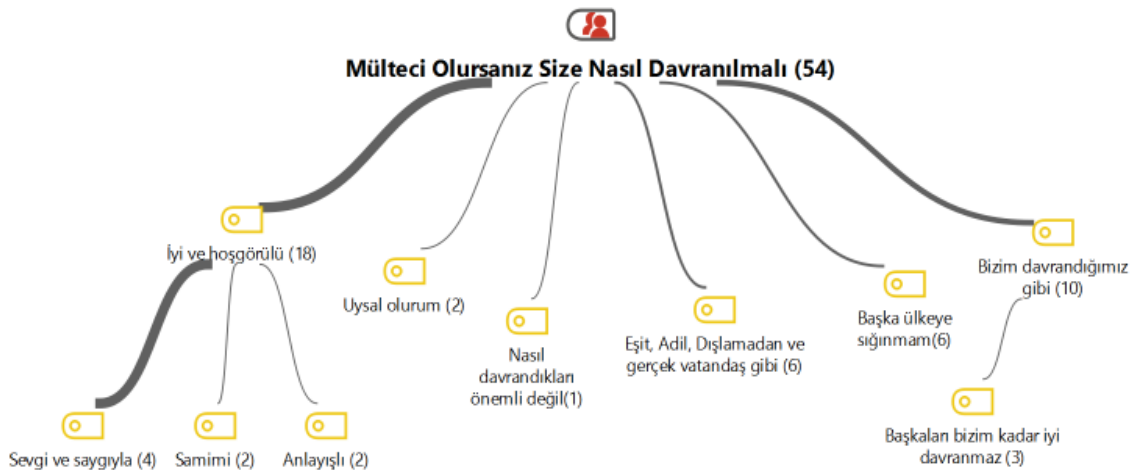 Mülteci Olursanız Size Nasıl Davranılmalı (54)
İyi ve hoşgörülü (18)
Uysal olurum (2)
Nasıl
davrandıkları
önemli değil(1)
Eşit, Adil, Dışlamadan ve
gerçek vatandaş gibi (6)
Başka ülkeye
sığınmam(6)
Bizim davrandığımız
gibi (10)
Sevgi ve saygıyla (4)
Samimi (2)
Anlayışlı (2)
Başkaları bizim kadar iyi
davranmaz (3)